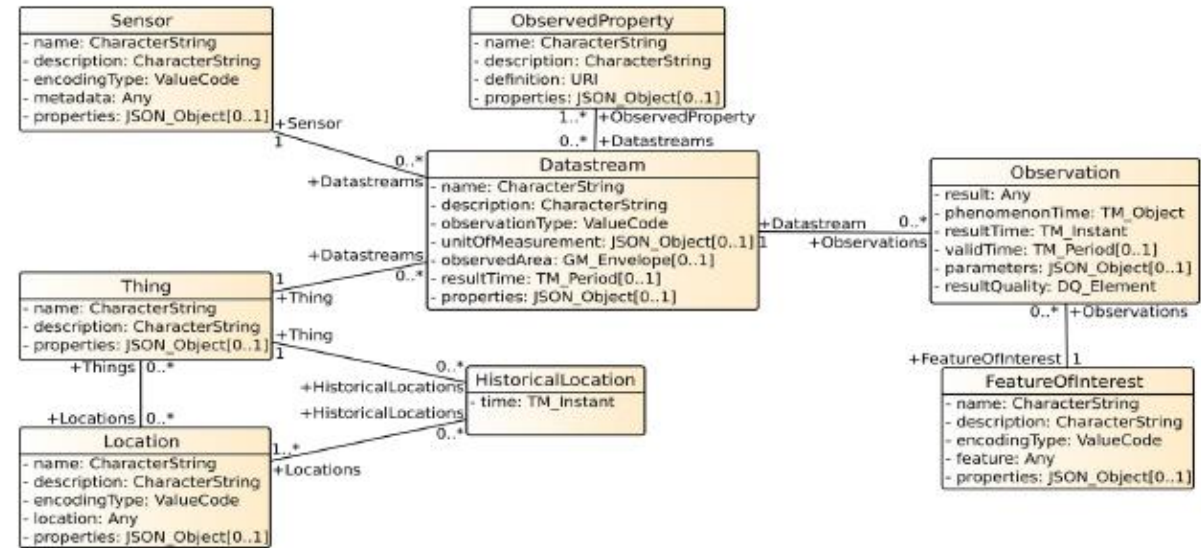 Sensor
- name: CharacterString
- description: CharacterString
- encodingType: ValueCode
- metadata: Any
- properties: JSON_Object[0..1]
ObservedProperty
- name: CharacterString
- description: CharacterString
- definition: URI
- properties: JSON_Object[0..1]
+Sensor
1
1..* +ObservedProperty
0..* +Datastreams
0..*
+Datastreams
Datastream
- name: CharacterString
- description: CharacterString
- observationType: ValueCode
- unitOfMeasurement: JSON_Object[0..1]
- observedArea: GM_Envelope[0..1]
- resultTime: TM_Period[0..1]
- properties: JSON_Object[0..1]
+Datastream
1
0..*
+Observations
Observation
- result: Any
- phenomenonTime: TM_Object
- resultTime: TM_Instant
- validTime: TM_Period[0..1]
- parameters: JSON_Object[0..1]
- resultQuality: DQ_Element
+Datastreams
0..*
1
+Thing
Thing
- name: CharacterString
- description: CharacterString
- properties: JSON_Object[0..1]
+Thing
1
0..*
+HistoricalLocations
HistoricalLocation
- time: TM_Instant
+HistoricalLocations
0..*
1..*
+Locations
+Things 0..*
+Locations 0..*
Location
- name: CharacterString
- description: CharacterString
- encodingType: ValueCode
- location: Any
- properties: JSON_Object[0..1]
0..* +Observations
+FeatureOfInterest 1
FeatureOfInterest
- name: CharacterString
- description: CharacterString
- encodingType: ValueCode
- feature: Any
- properties: JSON_Object[0..1]